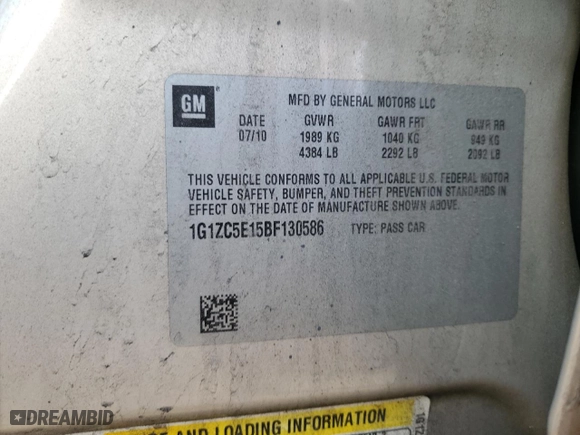 GM
MFD BY GENERAL MOTORS LLC
DATE GVWR GAWR FRT GAWR RR
07/10 1989 KG 1040 KG 949 KG
4384 LB 2292 LB 2092 LB
THIS VEHICLE CONFORMS TO ALL APPLICABLE U.S. FEDERAL MOTOR
VEHICLE SAFETY, BUMPER, AND THEFT PREVENTION STANDARDS IN
EFFECT ON THE DATE OF MANUFACTURE SHOWN ABOVE.
1G1ZC5E15BF130586 TYPE: PASS CAR
AND LOADING INFORMATION
DREAMBID